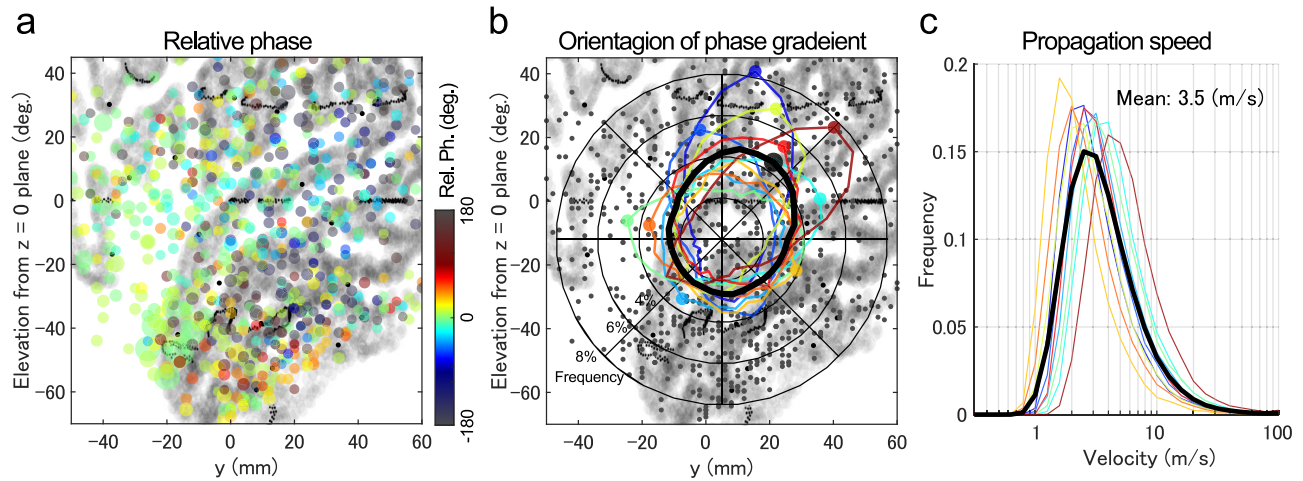 a
Relative phase
Elevation from z = 0 plane (deg.)
40
20
0
−20
−40
−60
−40
−20
0
20
40
60
y (mm)
Rel. Ph. (deg.)
180
0
-180
b
Orientagion of phase gradeient
Elevation from z = 0 plane (deg.)
40
20
0
−20
−40
−60
4%
6%
8%
Frequency
−40
−20
0
20
40
60
y (mm)
c
Propagation speed
Frequency
0.2
0.15
0.1
0.05
0
Mean: 3.5 (m/s)
1
10
100
Velocity (m/s)